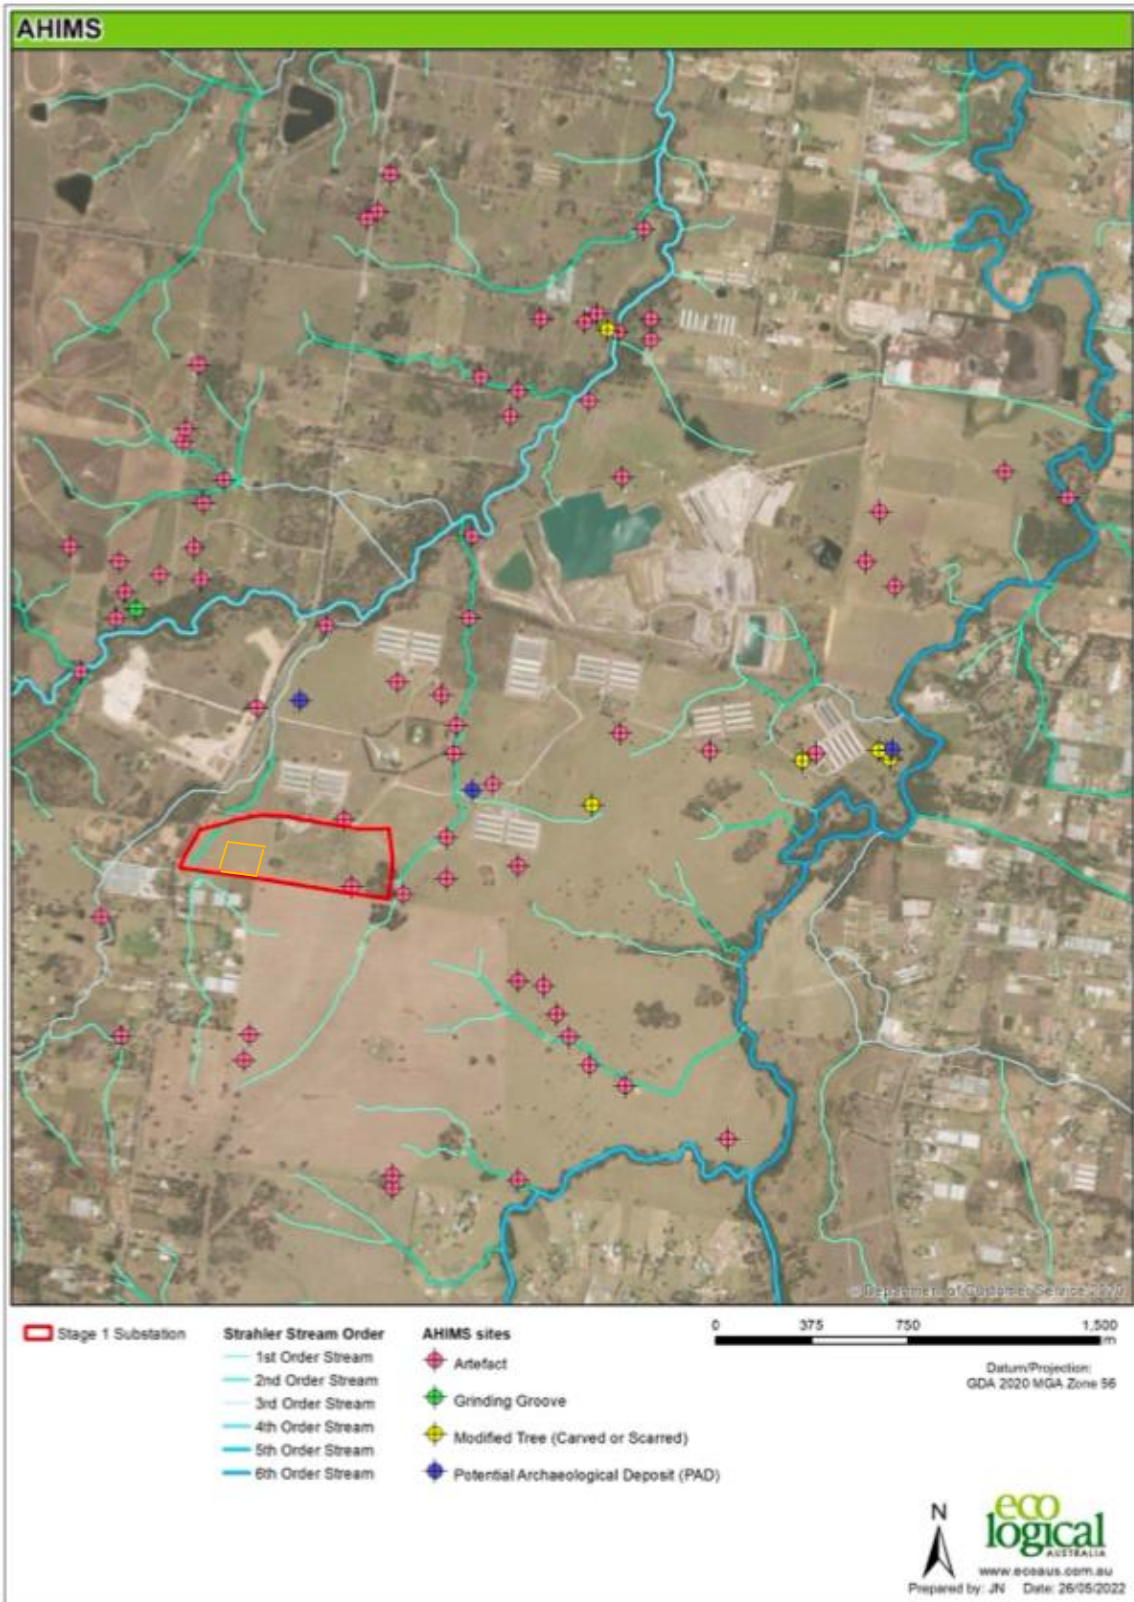 AHIMS
© Department of Customer Service 2020
Stage 1 Substation
Strahler Stream Order
1st Order Stream
2nd Order Stream
3rd Order Stream
4th Order Stream
5th Order Stream
6th Order Stream
AHIMS sites
Artefact
Grinding Groove
Modified Tree (Carved or Scarred)
Potential Archaeological Deposit (PAD)
0 375 750 1,500
m
Datum/Projection:
GDA 2020 MGA Zone 56
N
eco
logical
AUSTRALIA
www.ecoaus.com.au
Prepared by: JN Date: 26/05/2022